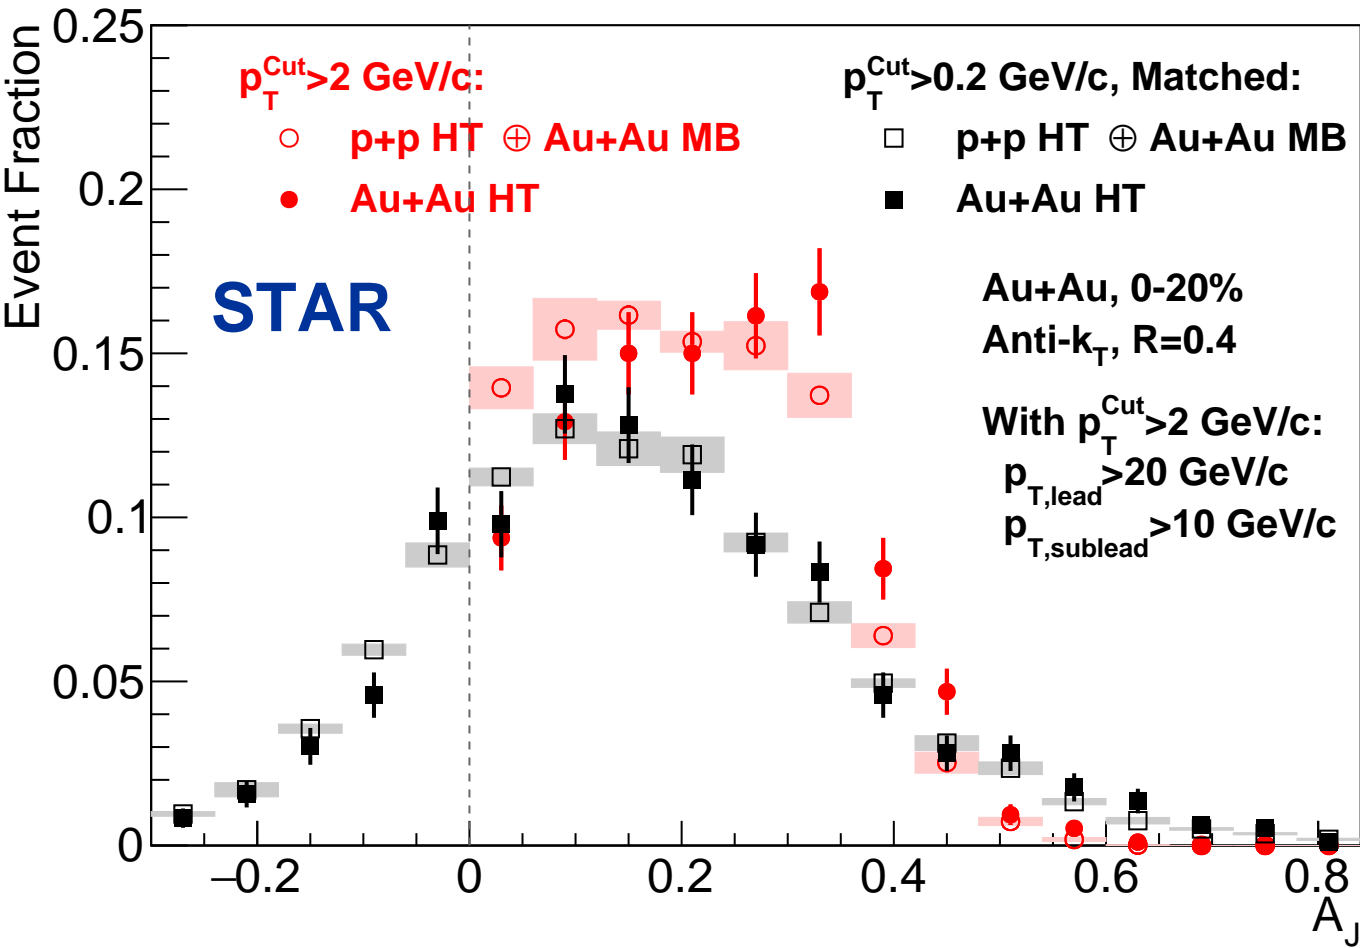 Event Fraction
0.25
0.2
0.15
0.1
0.05
0
−0.2
0
0.2
0.4
0.6
0.8
A_J
p_T^Cut>2 GeV/c:
p+p HT ⊕ Au+Au MB
Au+Au HT
p_T^Cut>0.2 GeV/c, Matched:
p+p HT ⊕ Au+Au MB
Au+Au HT
STAR
Au+Au, 0-20%
Anti-k_T, R=0.4
With p_T^Cut>2 GeV/c:
p_T,lead>20 GeV/c
p_T,sublead>10 GeV/c